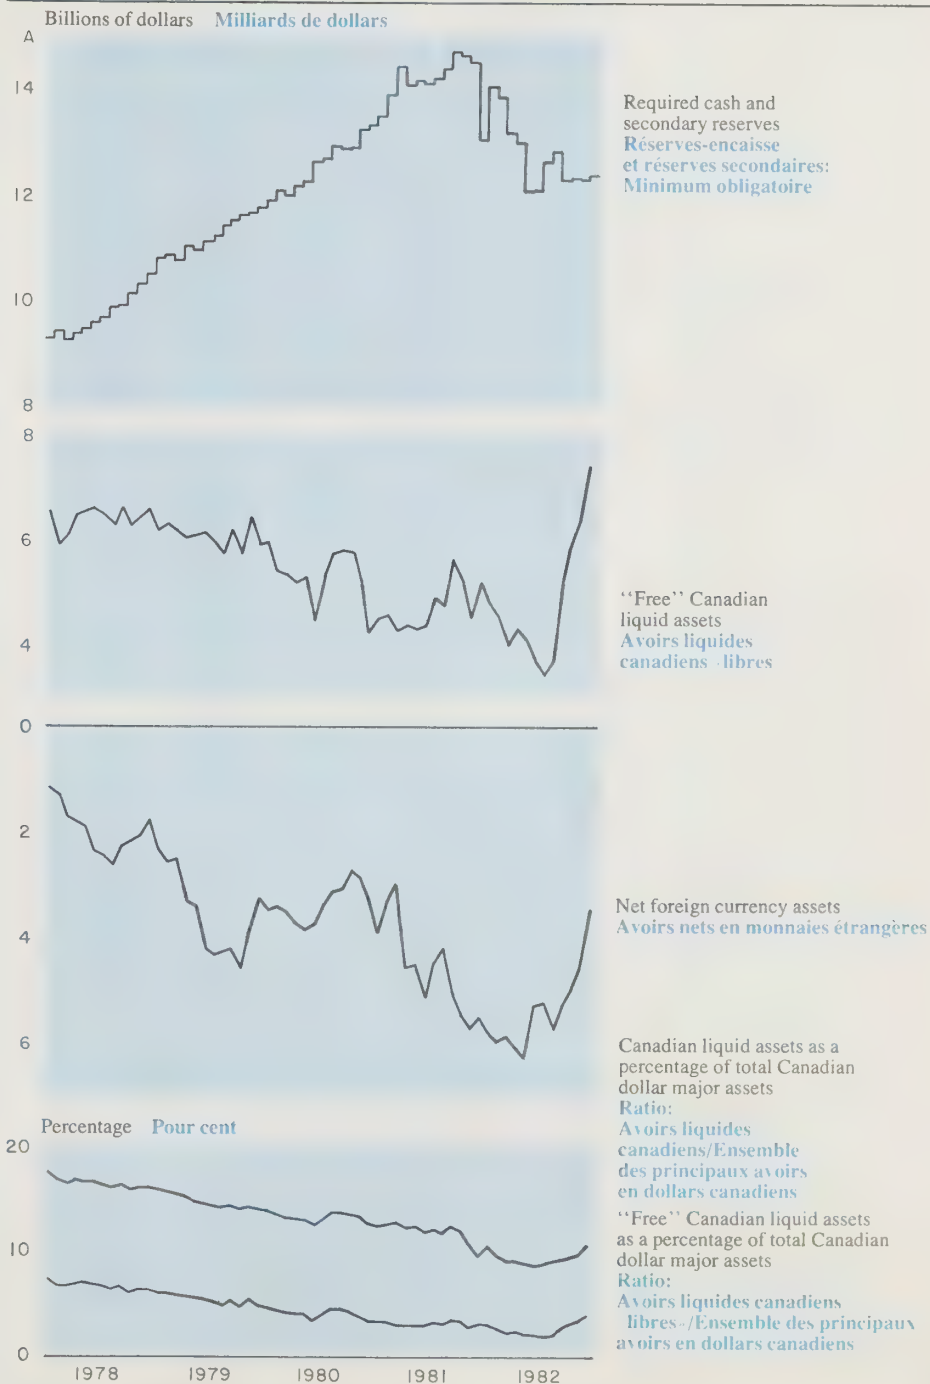 Billions of dollars Milliards de dollars
A
14
12
10
8
Required cash and
secondary reserves
Réserves-encaisse
et réserves secondaires:
Minimum obligatoire
8
6
4
"Free" Canadian
liquid assets
Avoirs liquides
canadiens libres
0
2
4
6
Net foreign currency assets
Avoirs nets en monnaies étrangères
Canadian liquid assets as a
percentage of total Canadian
dollar major assets
Ratio:
Avoirs liquides
canadiens/Ensemble
des principaux avoirs
en dollars canadiens
Percentage Pour cent
20
10
0
"Free" Canadian liquid assets
as a percentage of total Canadian
dollar major assets
Ratio:
Avoirs liquides canadiens
libres /Ensemble des principaux
avoirs en dollars canadiens
1978 1979 1980 1981 1982